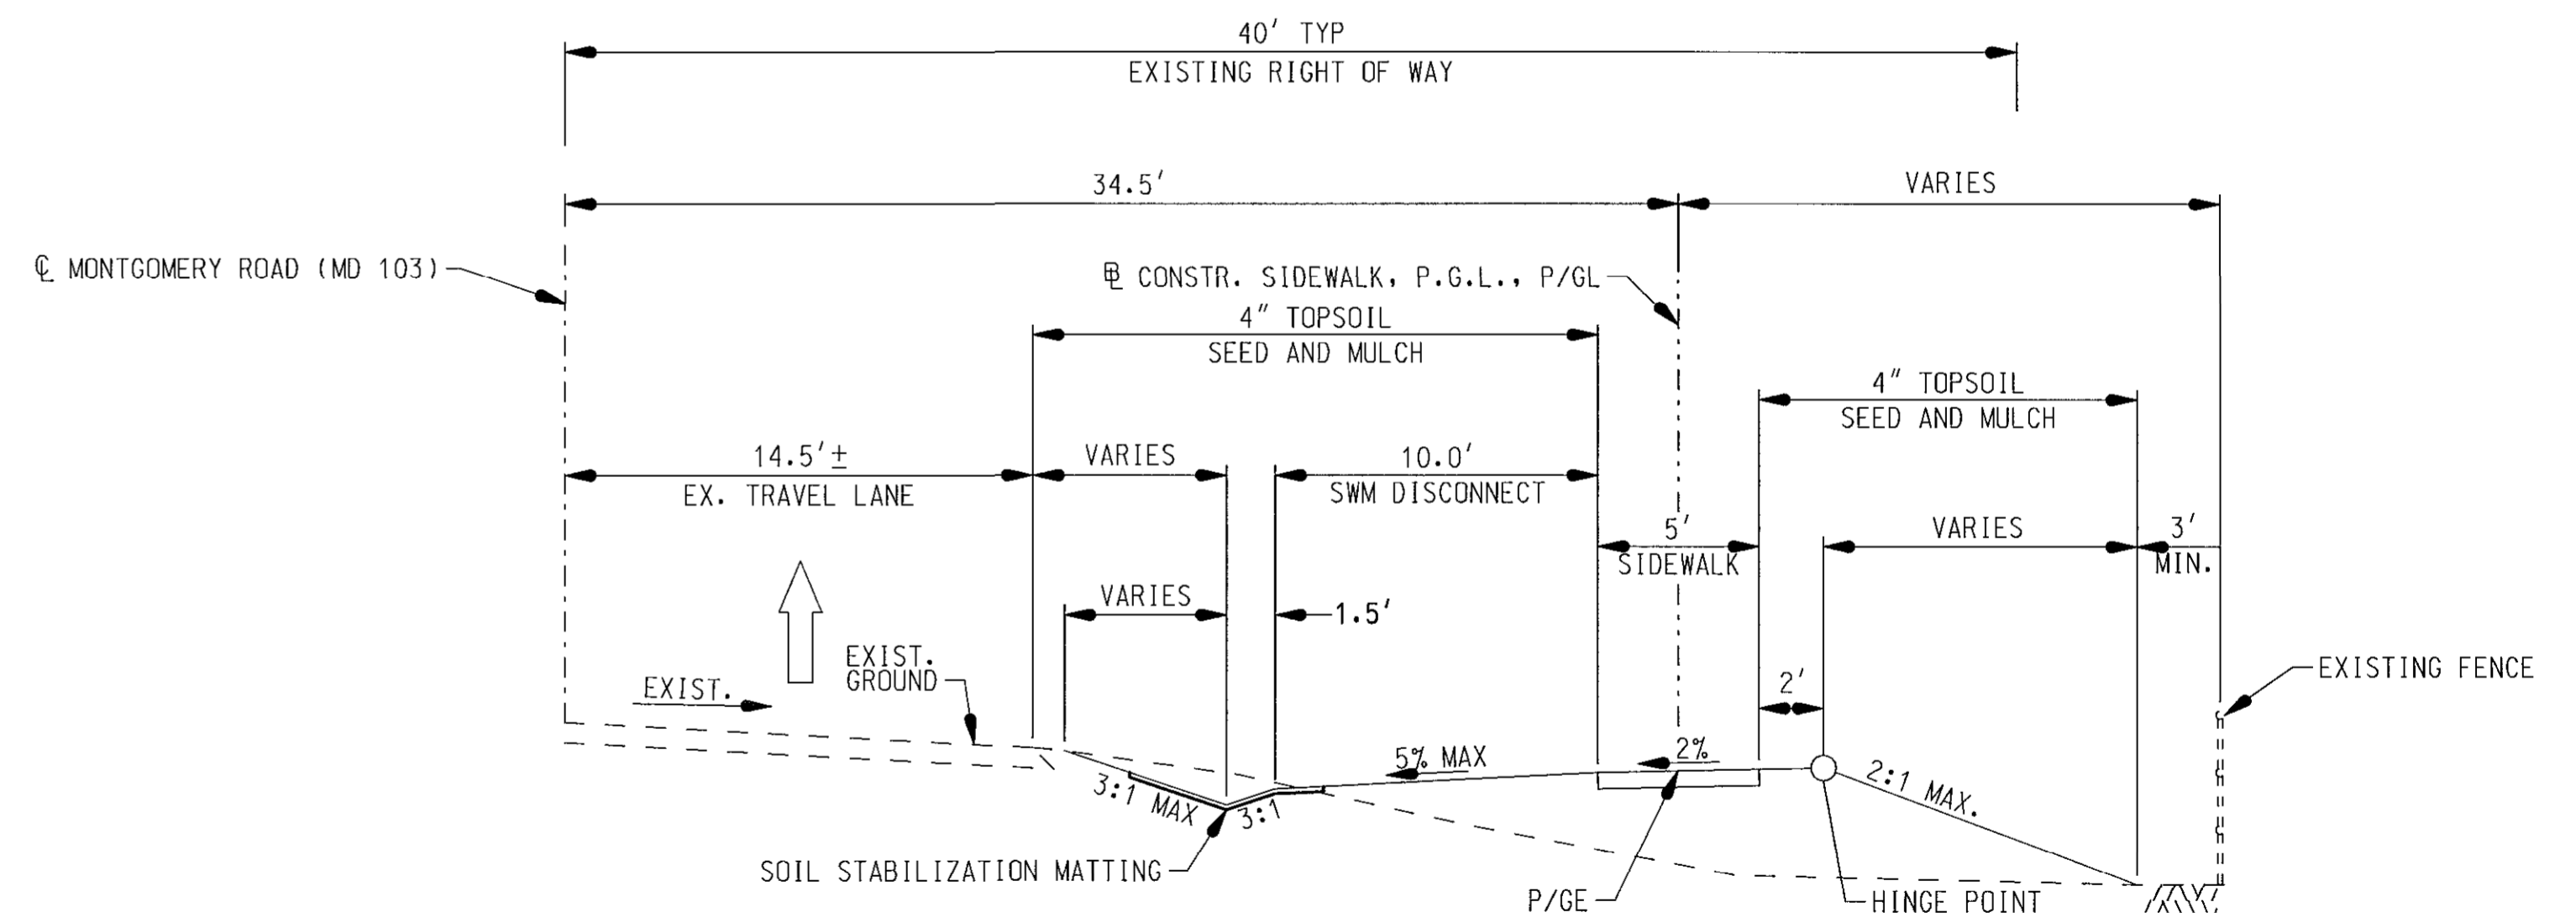 40' TYP
EXISTING RIGHT OF WAY
34.5'
VARIES
℄ MONTGOMERY ROAD (MD 103)
BL CONSTR. SIDEWALK, P.G.L., P/GL
4" TOPSOIL
SEED AND MULCH
4" TOPSOIL
SEED AND MULCH
14.5'±
EX. TRAVEL LANE
VARIES
10.0'
SWM DISCONNECT
5'
SIDEWALK
VARIES
3'
MIN.
VARIES
1.5'
EXIST.
GROUND
EXIST.
2'
EXISTING FENCE
5% MAX
2%
3:1 MAX
3:1
2:1 MAX.
SOIL STABILIZATION MATTING
P/GE
HINGE POINT